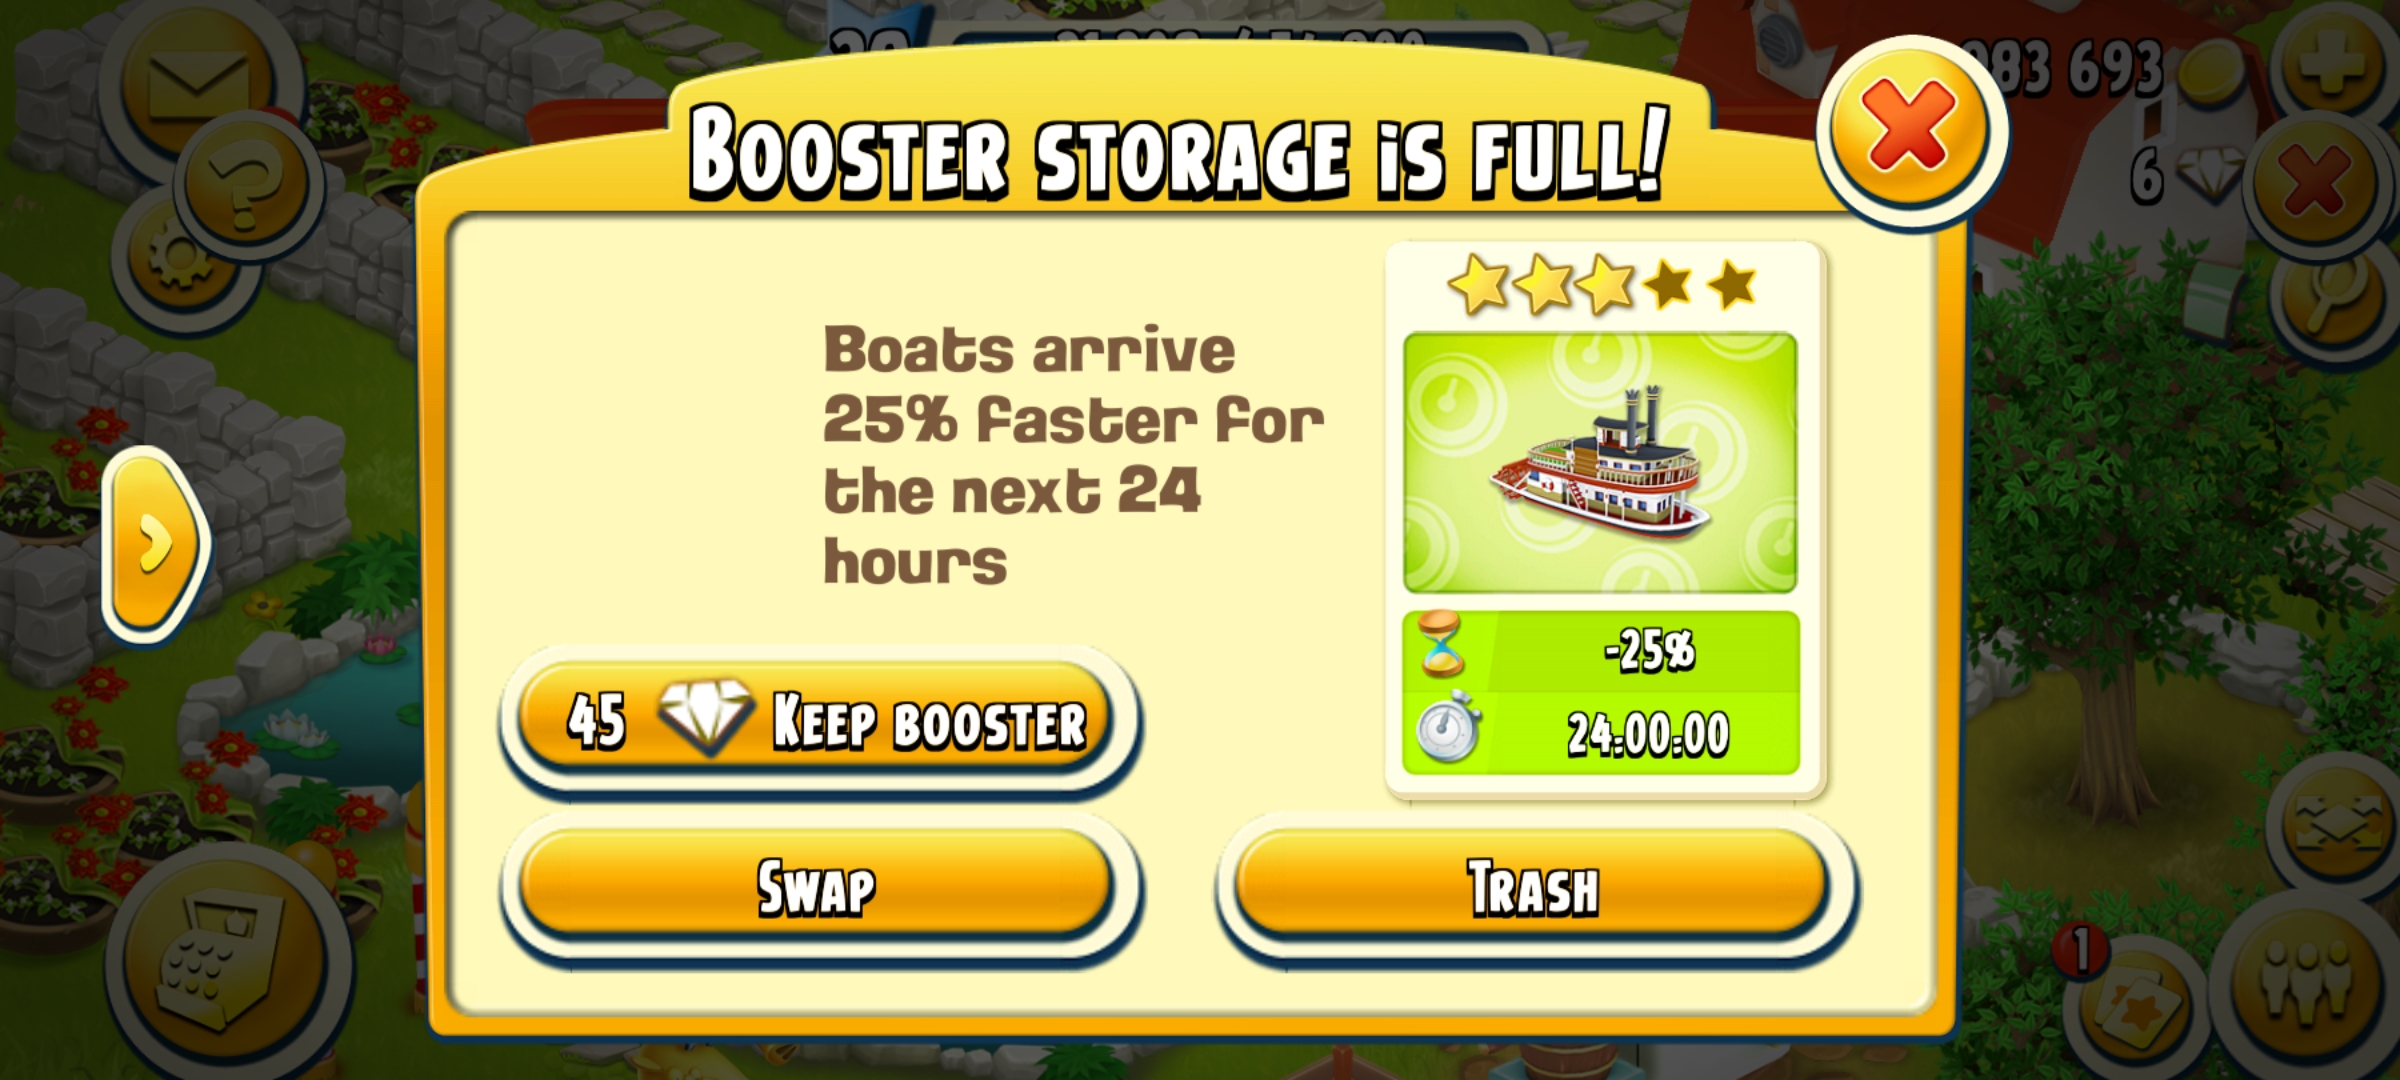 983 693
6
Booster storage is full!
Boats arrive
25% faster for
the next 24
hours
-25%
24:00:00
45 Keep booster
Swap
Trash
1